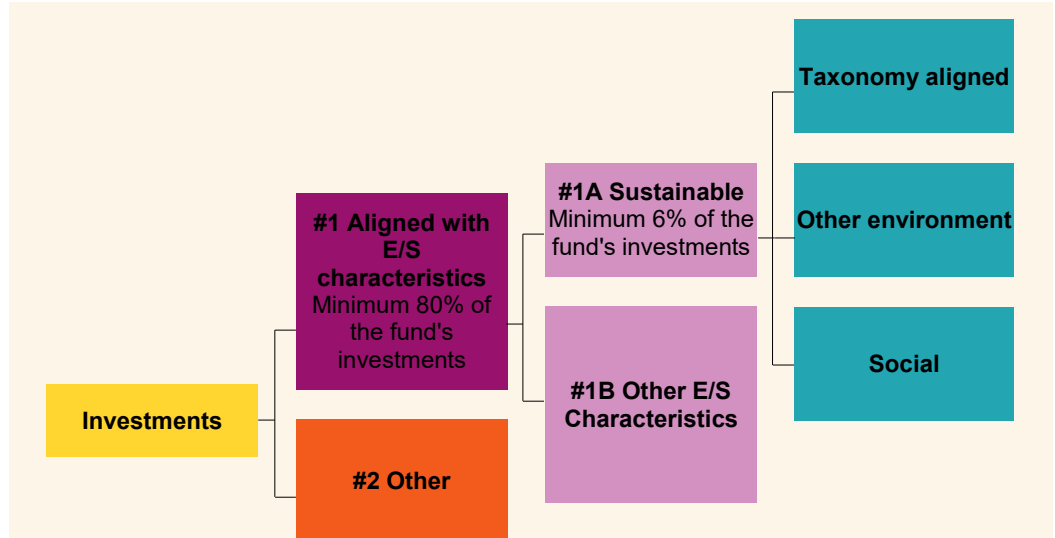 Investments
#1 Aligned with
E/S
characteristics
Minimum 80% of
the fund's
investments
#2 Other
#1A Sustainable
Minimum 6% of the
fund's investments
#1B Other E/S
Characteristics
Taxonomy aligned
Other environment
Social